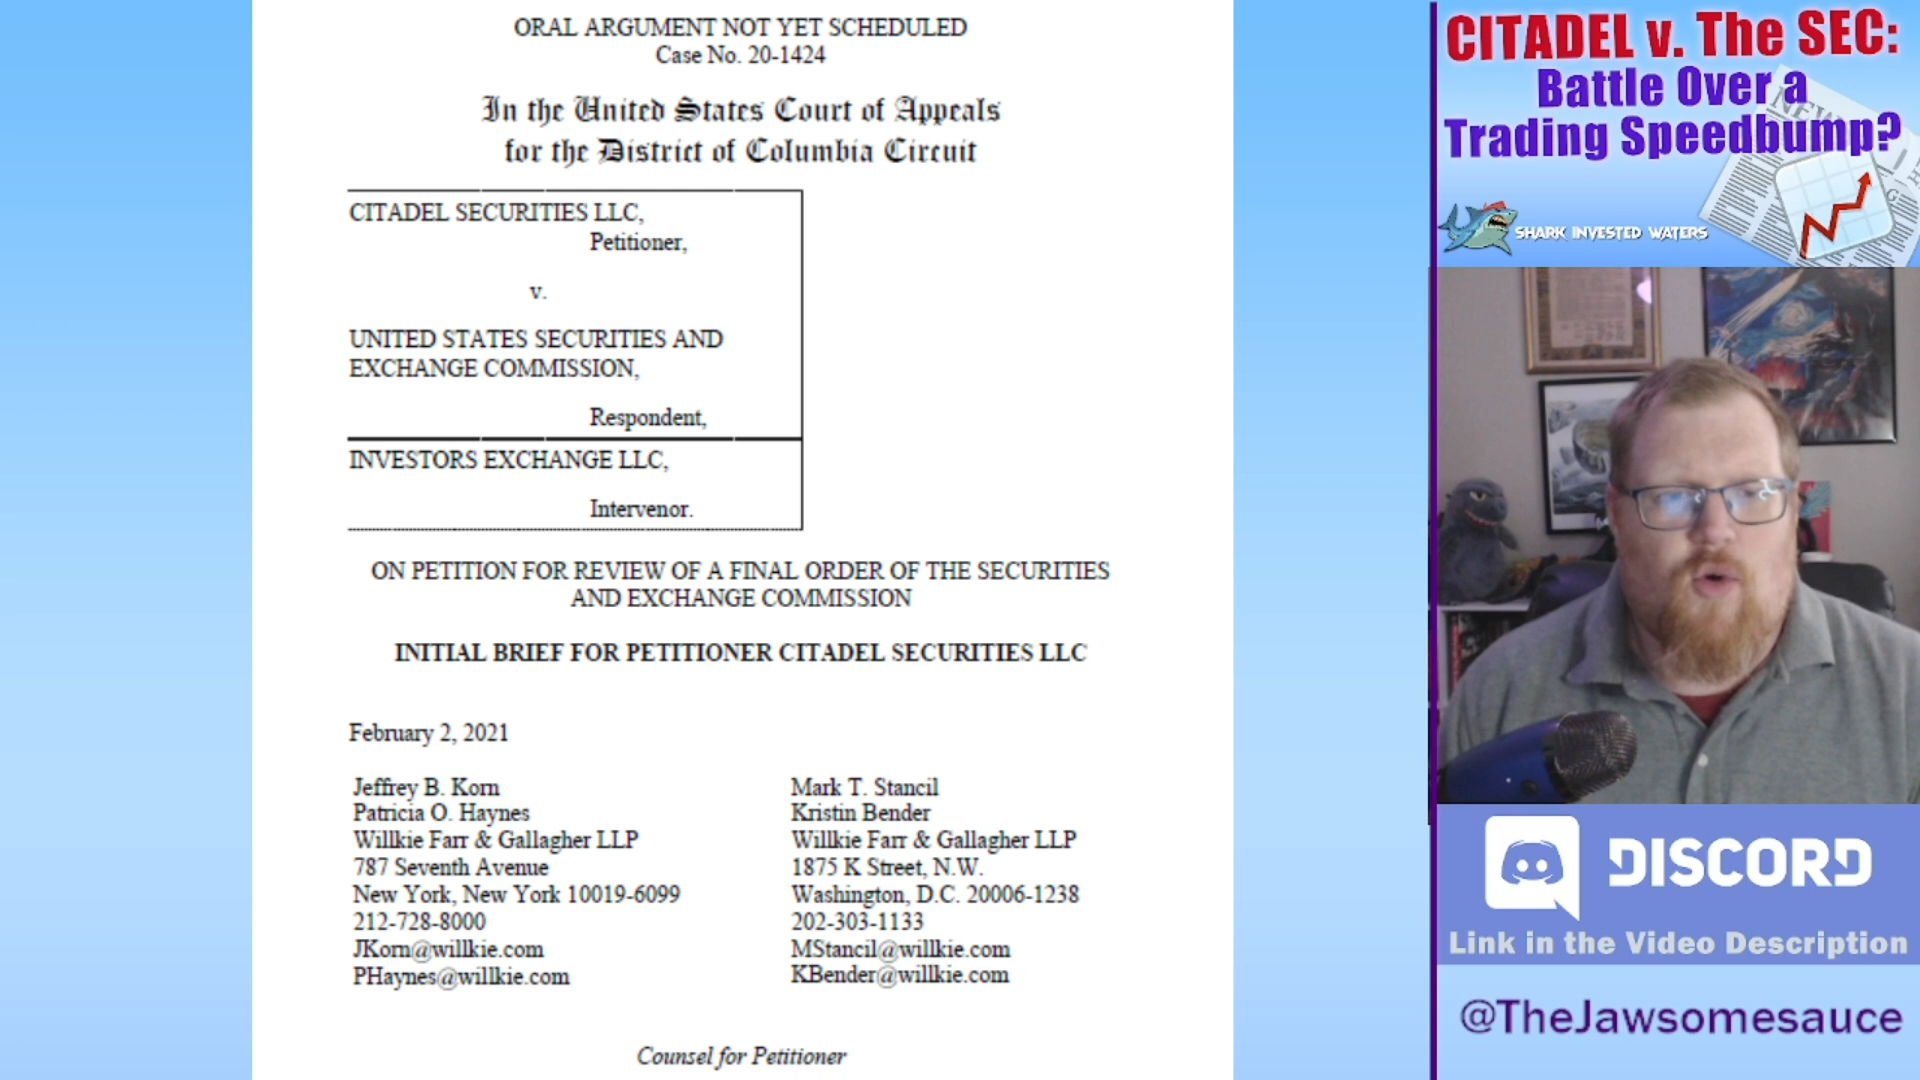 ORAL ARGUMENT NOT YET SCHEDULED
Case No. 20-1424
In the United States Court of Appeals
for the District of Columbia Circuit
CITADEL SECURITIES LLC,
Petitioner,
v.
UNITED STATES SECURITIES AND
EXCHANGE COMMISSION,
Respondent,
INVESTORS EXCHANGE LLC,
Intervenor.
ON PETITION FOR REVIEW OF A FINAL ORDER OF THE SECURITIES
AND EXCHANGE COMMISSION
INITIAL BRIEF FOR PETITIONER CITADEL SECURITIES LLC
February 2, 2021
Jeffrey B. Korn
Patricia O. Haynes
Willkie Farr & Gallagher LLP
787 Seventh Avenue
New York, New York 10019-6099
212-728-8000
JKorn@willkie.com
PHaynes@willkie.com
Mark T. Stancil
Kristin Bender
Willkie Farr & Gallagher LLP
1875 K Street, N.W.
Washington, D.C. 20006-1238
202-303-1133
MStancil@willkie.com
KBender@willkie.com
Counsel for Petitioner
CITADEL v. The SEC:
Battle Over a
Trading Speedbump?
SHARK INVESTED WATERS
DISCORD
Link in the Video Description
@TheJawsomesauce